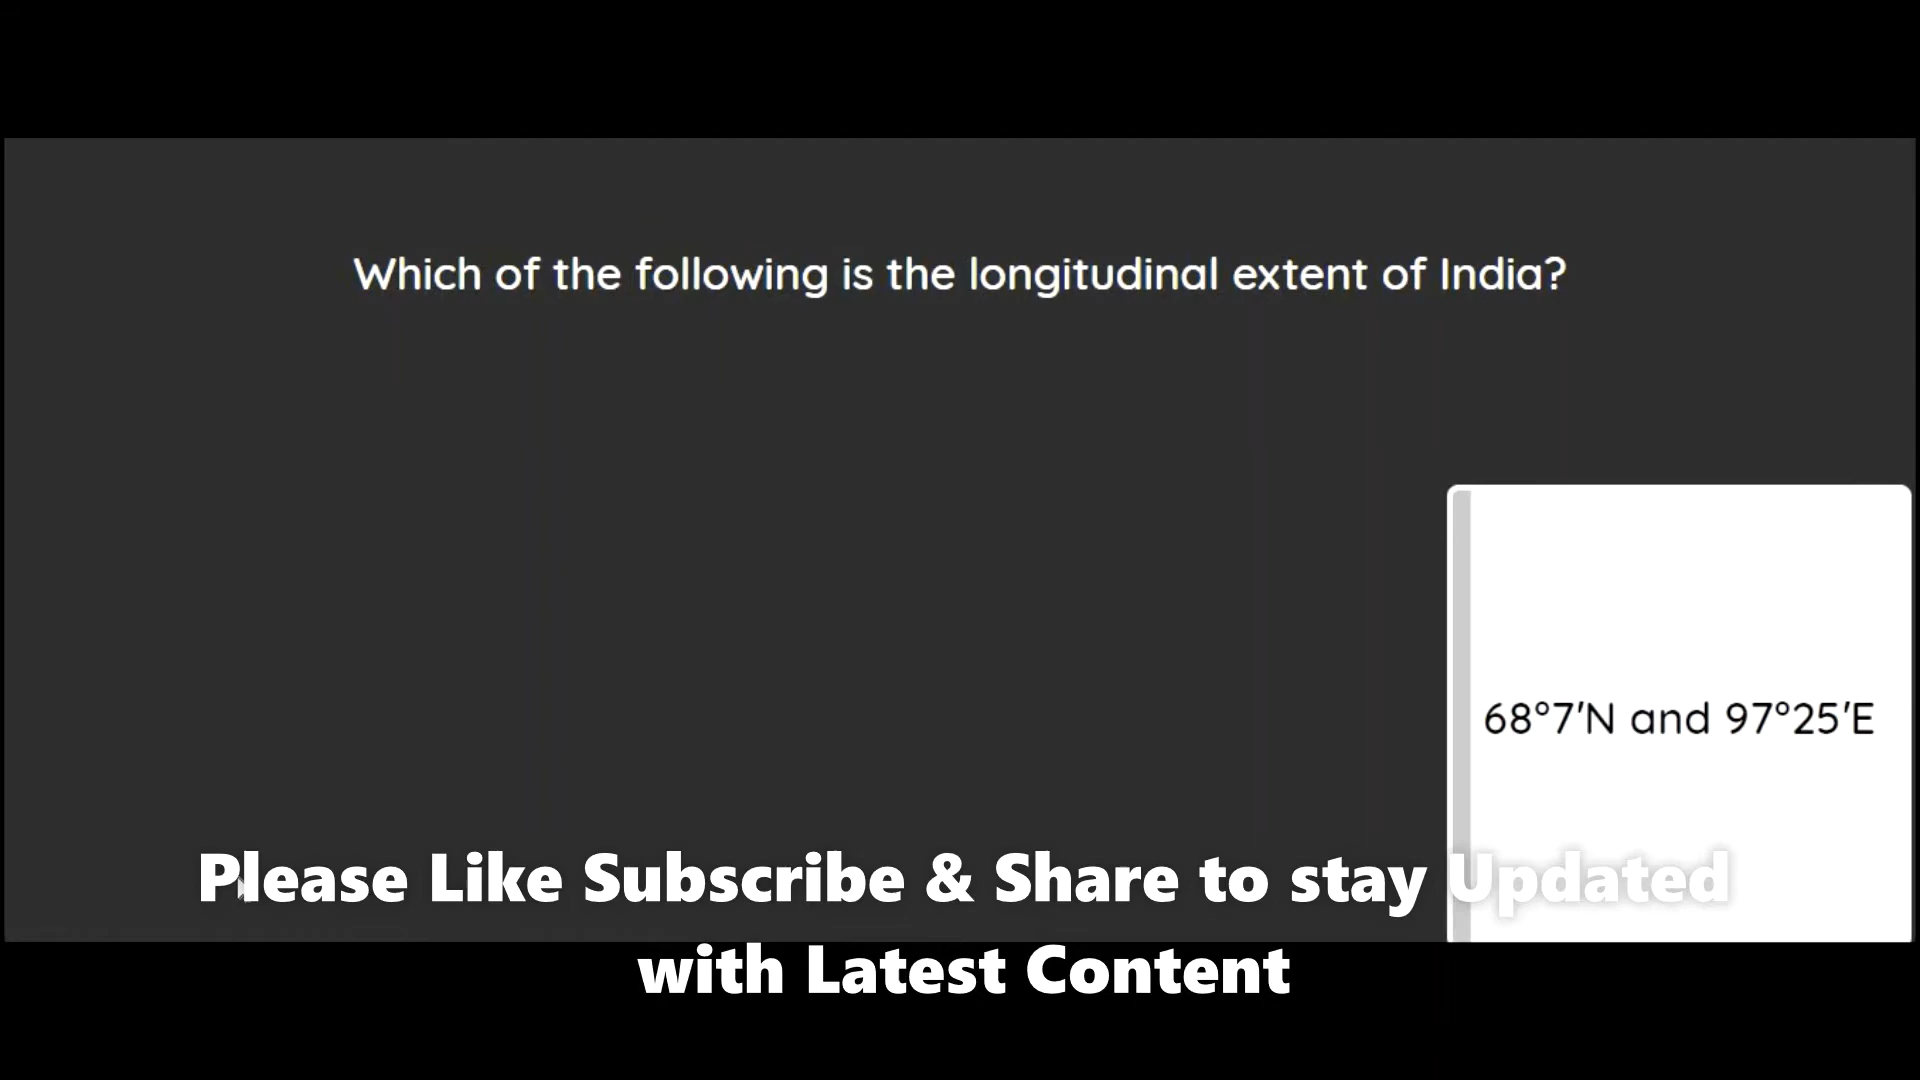 Which of the following is the longitudinal extent of India?
68°7′N and 97°25′E
Please Like Subscribe & Share to stay Updated
with Latest Content